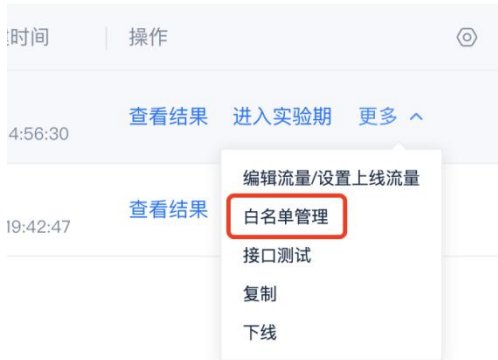 时间 操作
查看结果 进入实验期 更多
4:56:30
编辑流量/设置上线流量
查看结果 白名单管理
19:42:47
接口测试
复制
下线